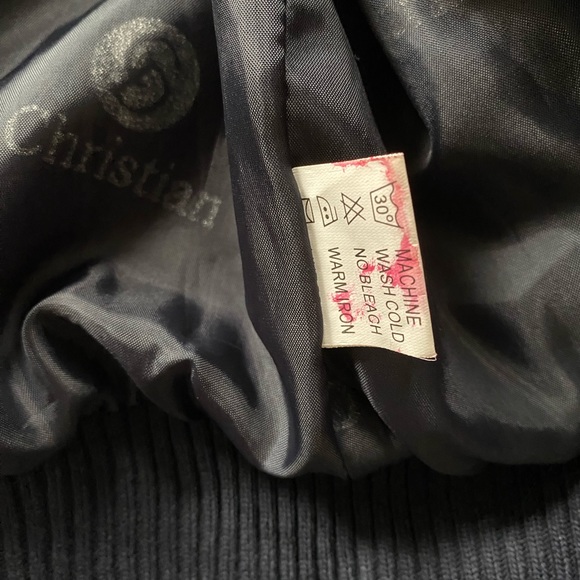 Christian
30°
MACHINE
WASH COLD
NO BLEACH
WARM IRON